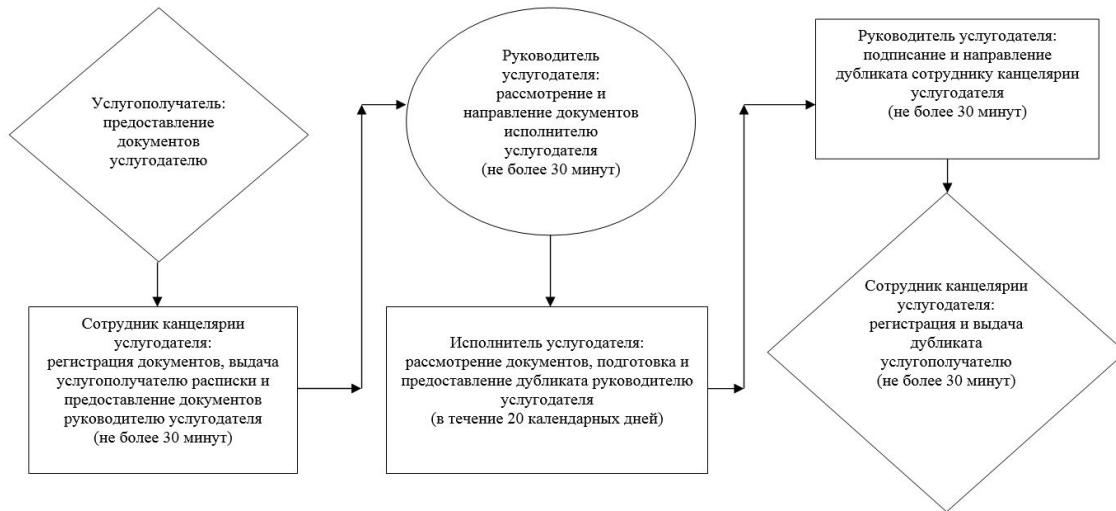 Услугополучатель:
предоставление
документов
услугодателю
Сотрудник канцелярии
услугодателя:
регистрация документов, выдача
услугополучателю расписки и
предоставление документов
руководителю услугодателя
(не более 30 минут)
Руководитель
услугодателя:
рассмотрение и
направление документов
исполнителю
услугодателя
(не более 30 минут)
Исполнитель услугодателя:
рассмотрение документов, подготовка и
предоставление дубликата руководителю
услугодателя
(в течение 20 календарных дней)
Руководитель услугодателя:
подписание и направление
дубликата сотруднику канцелярии
услугодателя
(не более 30 минут)
Сотрудник канцелярии
услугодателя:
регистрация и выдача
дубликата
услугополучателю
(не более 30 минут)